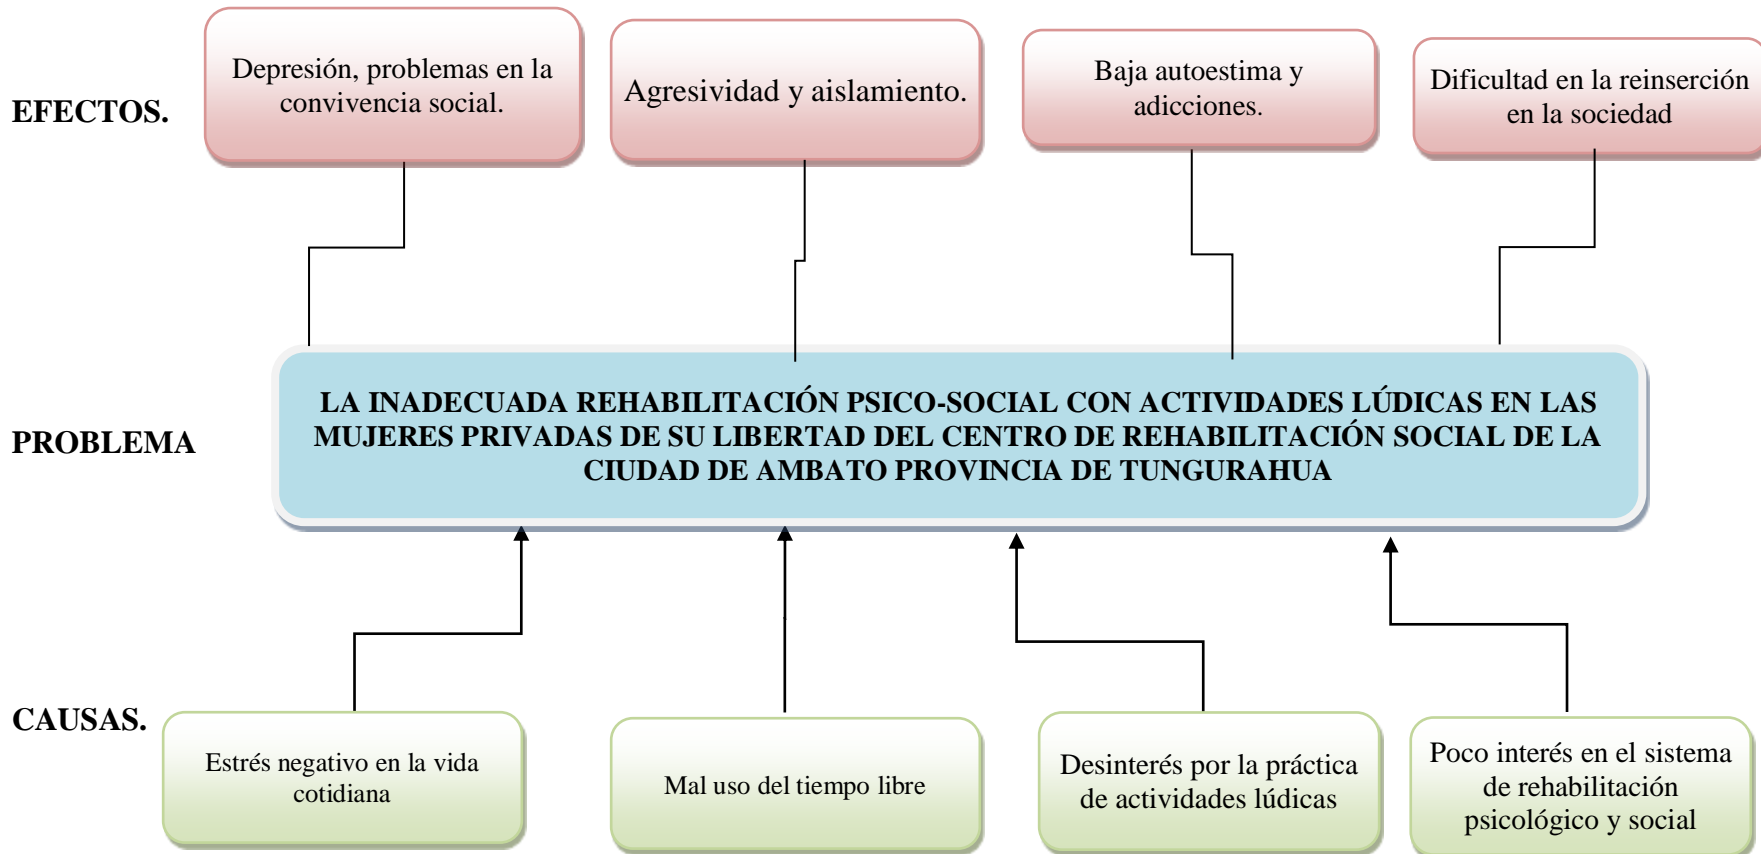 EFECTOS.
Depresión, problemas en la
convivencia social.
Agresividad y aislamiento.
Baja autoestima y
adicciones.
Dificultad en la reinserción
en la sociedad
PROBLEMA
LA INADECUADA REHABILITACIÓN PSICO-SOCIAL CON ACTIVIDADES LÚDICAS EN LAS
MUJERES PRIVADAS DE SU LIBERTAD DEL CENTRO DE REHABILITACIÓN SOCIAL DE LA
CIUDAD DE AMBATO PROVINCIA DE TUNGURAHUA
CAUSAS.
Estrés negativo en la vida
cotidiana
Mal uso del tiempo libre
Desinterés por la práctica
de actividades lúdicas
Poco interés en el sistema
de rehabilitación
psicológico y social